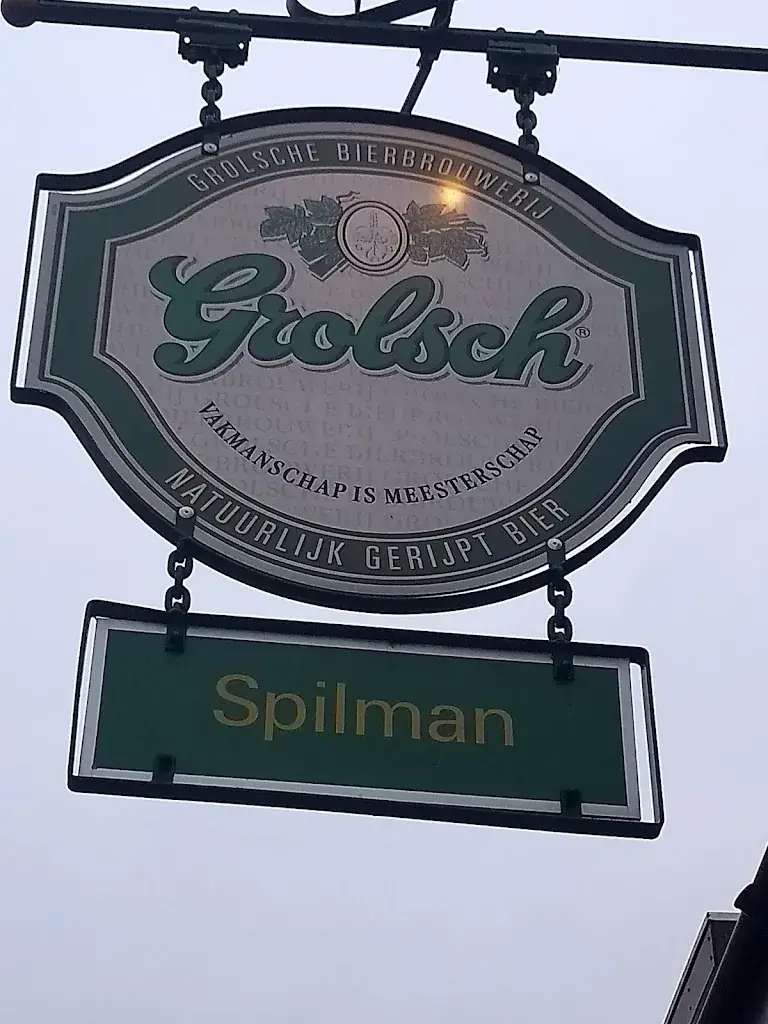 GROLSCHE BIERBROUWERIJ
Grolsch®
VAKMANSCHAP IS MEESTERSCHAP
NATUURLIJK GERIJPT BIER
Spilman